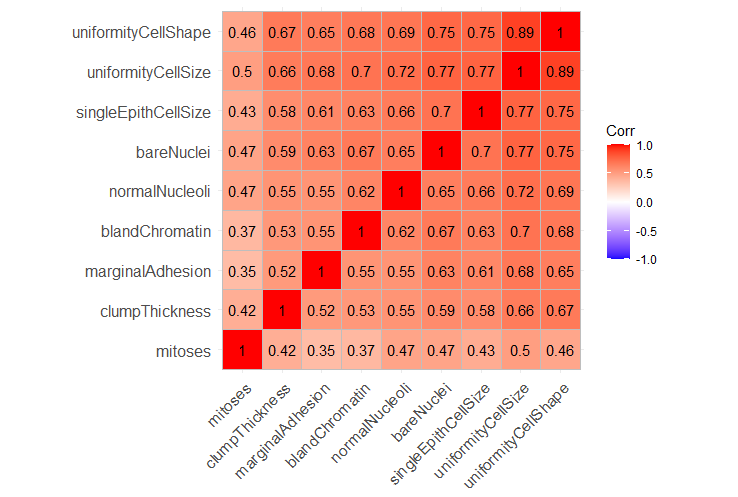 uniformityCellShape 0.46 0.67 0.65 0.68 0.69 0.75 0.75 0.89 1
uniformityCellSize 0.5 0.66 0.68 0.7 0.72 0.77 0.77 1 0.89
singleEpithCellSize 0.43 0.58 0.61 0.63 0.66 0.7 1 0.77 0.75
bareNuclei 0.47 0.59 0.63 0.67 0.65 1 0.7 0.77 0.75
normalNucleoli 0.47 0.55 0.55 0.62 1 0.65 0.66 0.72 0.69
blandChromatin 0.37 0.53 0.55 1 0.62 0.67 0.63 0.7 0.68
marginalAdhesion 0.35 0.52 1 0.55 0.55 0.63 0.61 0.68 0.65
clumpThickness 0.42 1 0.52 0.53 0.55 0.59 0.58 0.66 0.67
mitoses 1 0.42 0.35 0.37 0.47 0.47 0.43 0.5 0.46
mitoses
clumpThickness
marginalAdhesion
blandChromatin
normalNucleoli
bareNuclei
singleEpithCellSize
uniformityCellSize
uniformityCellShape
Corr
1.0
0.5
0.0
-0.5
-1.0